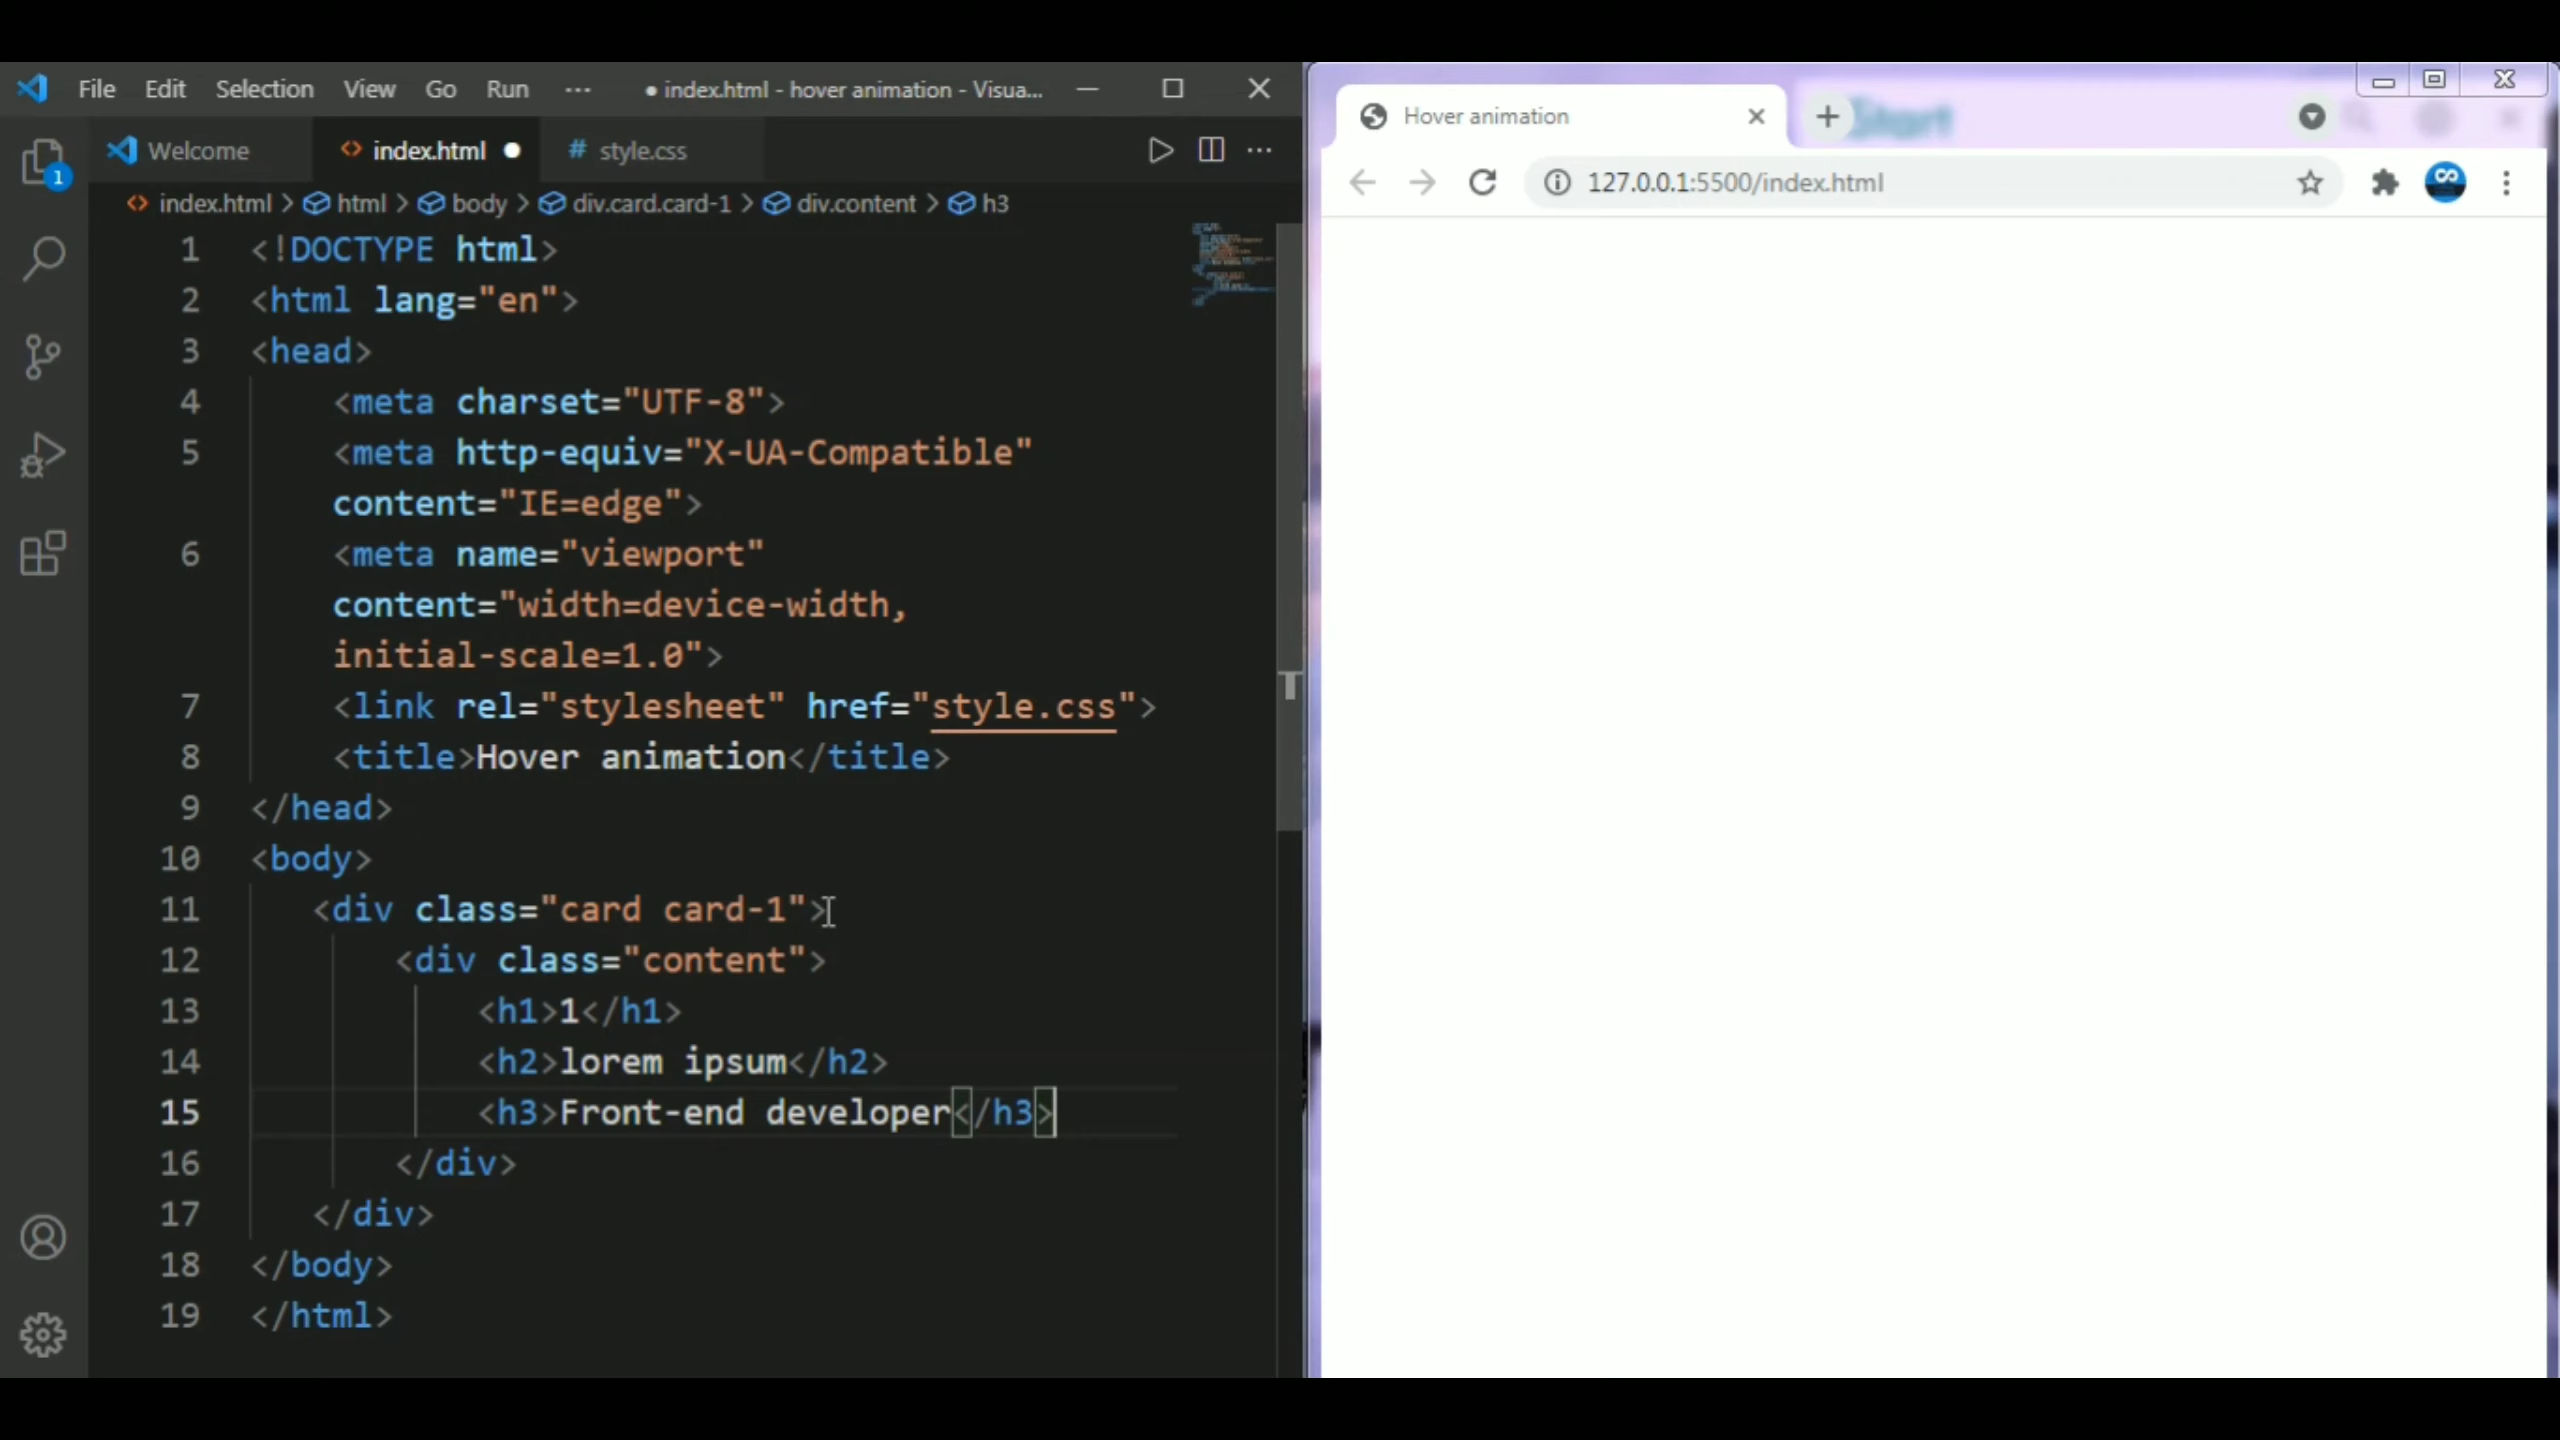 File Edit Selection View Go Run ··· ● index.html - hover animation - Visua...
Welcome index.html ● # style.css
index.html > html > body > div.card.card-1 > div.content > h3
1 <!DOCTYPE html>
2 <html lang="en">
3 <head>
4 <meta charset="UTF-8">
5 <meta http-equiv="X-UA-Compatible"
content="IE=edge">
6 <meta name="viewport"
content="width=device-width,
initial-scale=1.0">
7 <link rel="stylesheet" href="style.css">
8 <title>Hover animation</title>
9 </head>
10 <body>
11 <div class="card card-1">
12 <div class="content">
13 <h1>1</h1>
14 <h2>lorem ipsum</h2>
15 <h3>Front-end developer</h3>
16 </div>
17 </div>
18 </body>
19 </html>
1
Hover animation
Start
127.0.0.1:5500/index.html